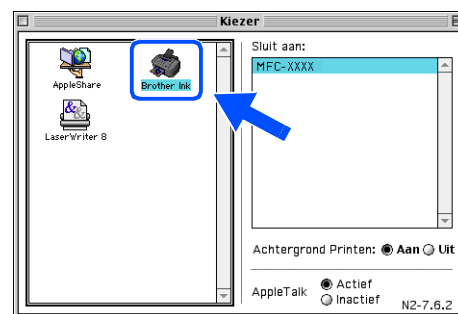 Kiezer
AppleShare
Brother Ink
LaserWriter 8
Sluit aan:
MFC-XXXX
Achtergrond Printen: Aan Uit
AppleTalk
Actief
Inactief
N2-7.6.2